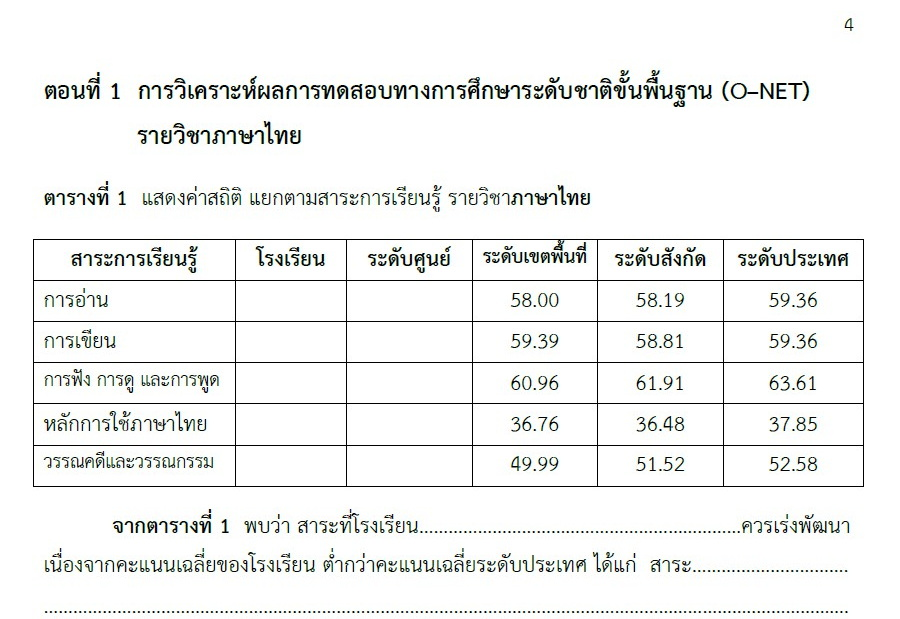 4
ตอนที่ 1 การวิเคราะห์ผลการทดสอบทางการศึกษาระดับชาติขั้นพื้นฐาน (O-NET)
รายวิชาภาษาไทย
ตารางที่ 1 แสดงค่าสถิติ แยกตามสาระการเรียนรู้ รายวิชาภาษาไทย
สาระการเรียนรู้ โรงเรียน ระดับศูนย์ ระดับเขตพื้นที่ ระดับสังกัด ระดับประเทศ
การอ่าน 58.00 58.19 59.36
การเขียน 59.39 58.81 59.36
การฟัง การดู และการพูด 60.96 61.91 63.61
หลักการใช้ภาษาไทย 36.76 36.48 37.85
วรรณคดีและวรรณกรรม 49.99 51.52 52.58
จากตารางที่ 1 พบว่า สาระที่โรงเรียน..................................................................ควรเร่งพัฒนา
เนื่องจากคะแนนเฉลี่ยของโรงเรียน ต่ำกว่าคะแนนเฉลี่ยระดับประเทศ ได้แก่ สาระ................................
....................................................................................................................................................................